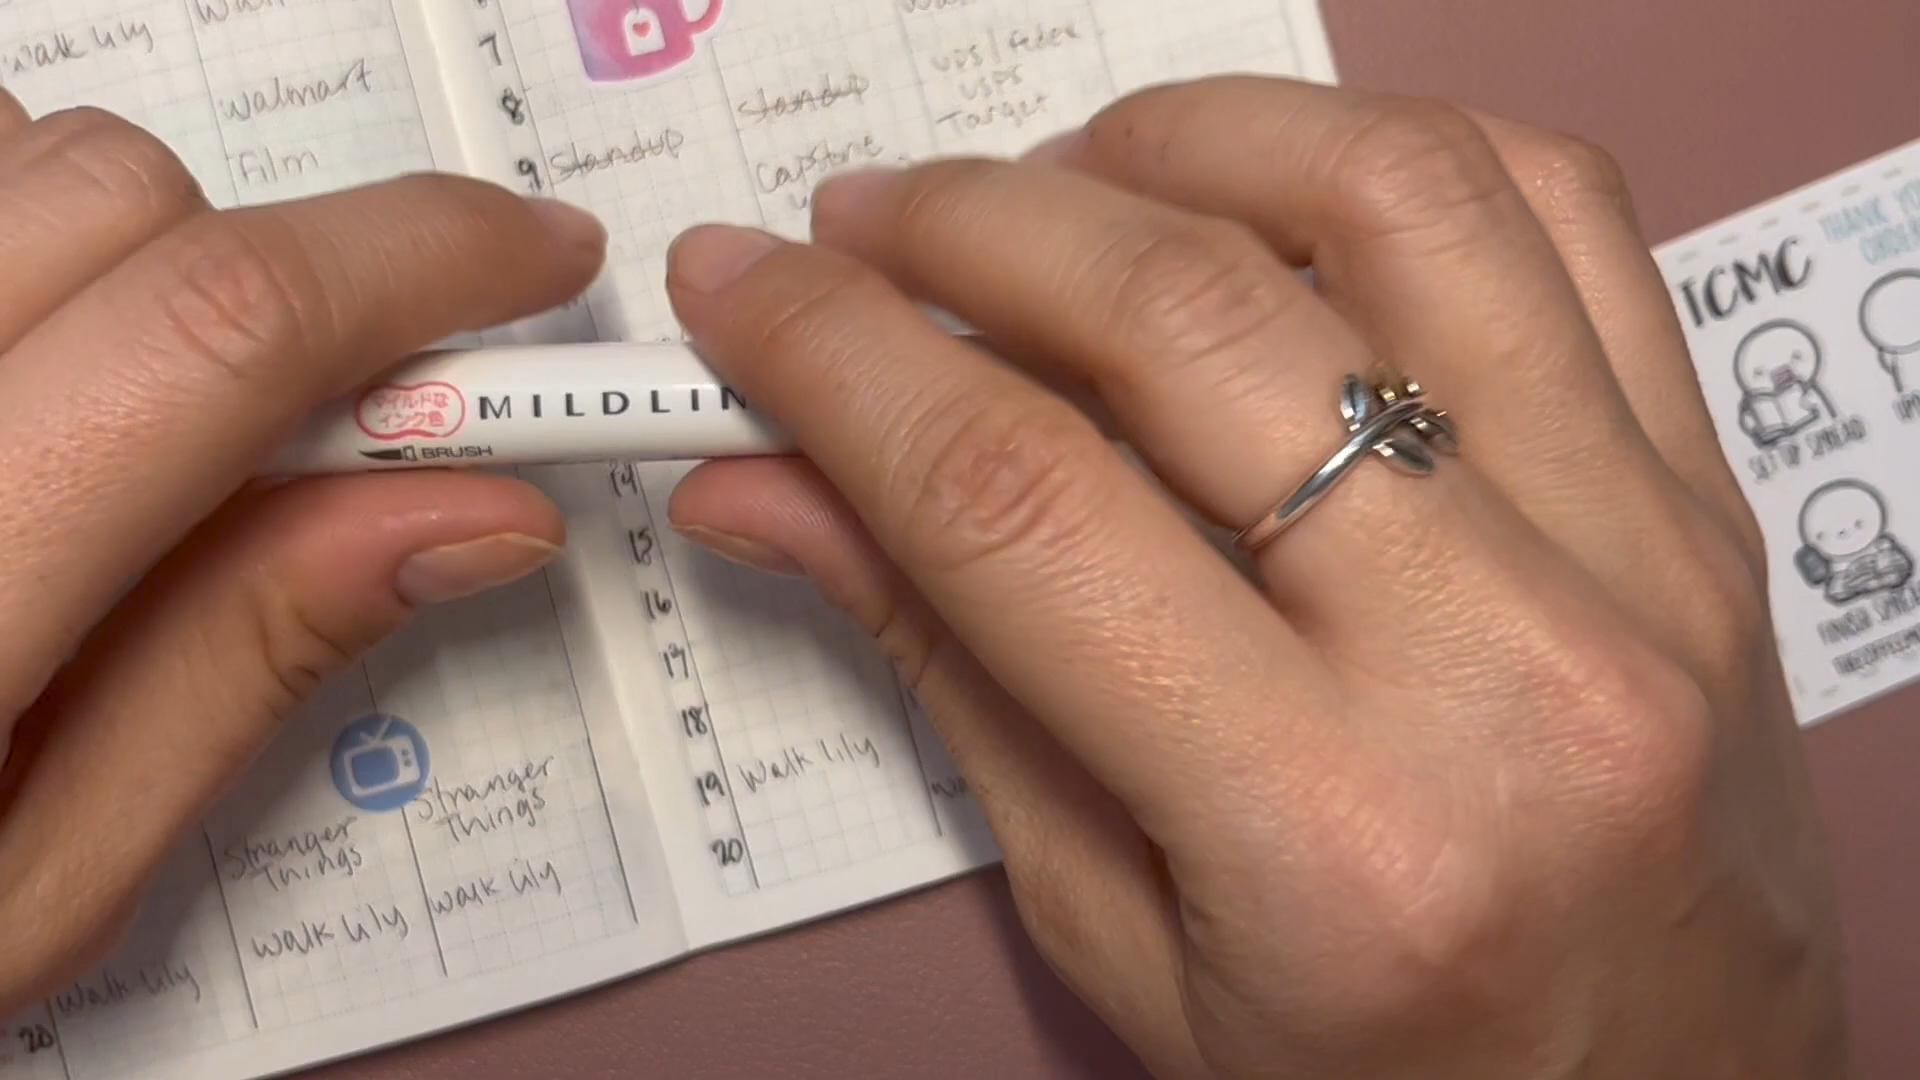 walk lily
walmart
film
7
8
9
Standup
Standup
Capstone
UPS / Fedex
USPS
Target
マイルドな
インク色
MILDLIN
BRUSH
14
15
16
17
18
19
walk lily
20
Stranger
Things
walk lily
Stranger
Things
walk lily
walk lily
20
THANK YOU
TCMC
SET UP SPREAD
FINISH SPREAD